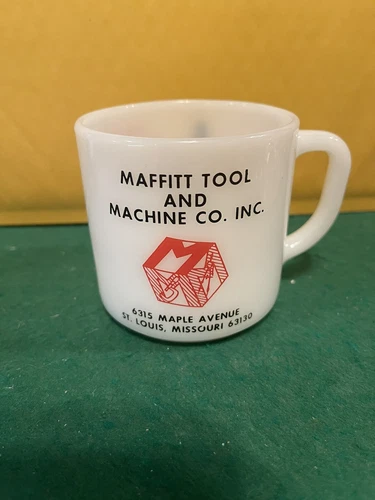 MAFFITT TOOL
AND
MACHINE CO. INC.
M
6315 MAPLE AVENUE
ST. LOUIS, MISSOURI 63130